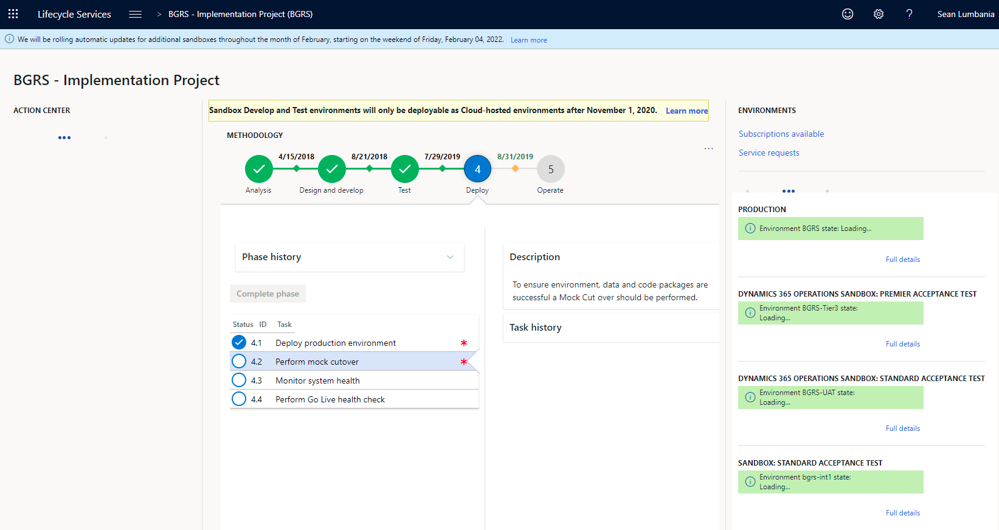 Lifecycle Services > BGRS - Implementation Project (BGRS) ? Sean Lumbania
We will be rolling automatic updates for additional sandboxes throughout the month of February, starting on the weekend of Friday, February 04, 2022. Learn more
BGRS - Implementation Project
ACTION CENTER
Sandbox Develop and Test environments will only be deployable as Cloud-hosted environments after November 1, 2020. Learn more
METHODOLOGY
...
4/15/2018 8/21/2018 7/29/2019 8/31/2019
4 5
Analysis Design and develop Test Deploy Operate
Phase history
Complete phase
Status ID Task
4.1 Deploy production environment *
4.2 Perform mock cutover *
4.3 Monitor system health
4.4 Perform Go Live health check
Description
To ensure environment, data and code packages are
successful a Mock Cut over should be performed.
Task history
ENVIRONMENTS
Subscriptions available
Service requests
PRODUCTION
Environment BGRS state: Loading...
Full details
DYNAMICS 365 OPERATIONS SANDBOX: PREMIER ACCEPTANCE TEST
Environment BGRS-Tier3 state:
Loading...
Full details
DYNAMICS 365 OPERATIONS SANDBOX: STANDARD ACCEPTANCE TEST
Environment BGRS-UAT state:
Loading...
Full details
SANDBOX: STANDARD ACCEPTANCE TEST
Environment bgrs-int1 state:
Loading...
Full details